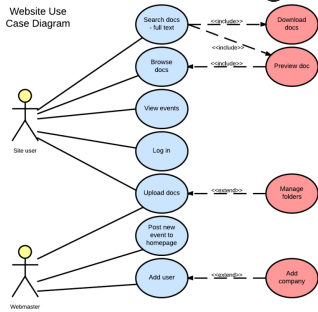 Website Use
Case Diagram
Search docs
- full text
<<include>>
Download
docs
<<include>>
Browse
docs
<<include>>
Preview doc
View events
Site user
Log in
Upload docs
<<extend>>
Manage
folders
Post new
event to
homepage
Add user
<<extend>>
Add
company
Webmaster